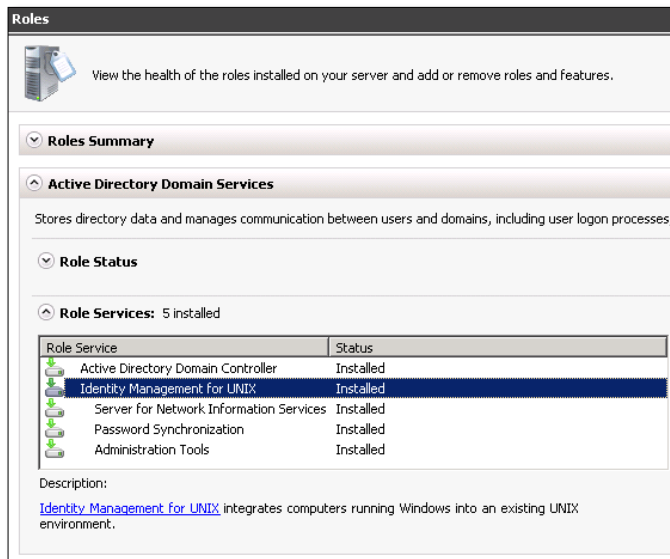 Roles
View the health of the roles installed on your server and add or remove roles and features.
Roles Summary
Active Directory Domain Services
Stores directory data and manages communication between users and domains, including user logon processes,
Role Status
Role Services: 5 installed
Role Service Status
Active Directory Domain Controller Installed
Identity Management for UNIX Installed
Server for Network Information Services Installed
Password Synchronization Installed
Administration Tools Installed
Description:
Identity Management for UNIX integrates computers running Windows into an existing UNIX
environment.